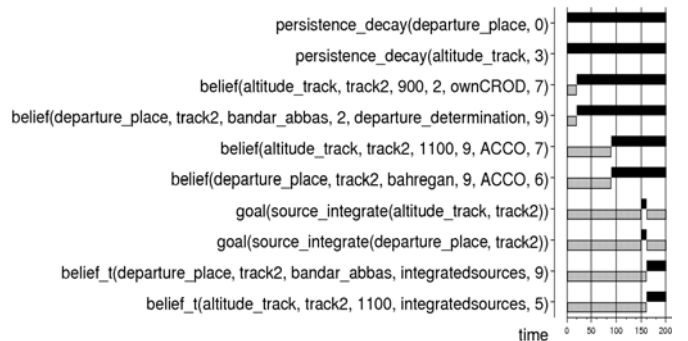 persistence_decay(departure_place, 0)
persistence_decay(altitude_track, 3)
belief(altitude_track, track2, 900, 2, ownCROD, 7)
belief(departure_place, track2, bandar_abbas, 2, departure_determination, 9)
belief(altitude_track, track2, 1100, 9, ACCO, 7)
belief(departure_place, track2, bahregan, 9, ACCO, 6)
goal(source_integrate(altitude_track, track2))
goal(source_integrate(departure_place, track2))
belief_t(departure_place, track2, bandar_abbas, integratedsources, 9)
belief_t(altitude_track, track2, 1100, integratedsources, 5)
time 0 50 100 150 200